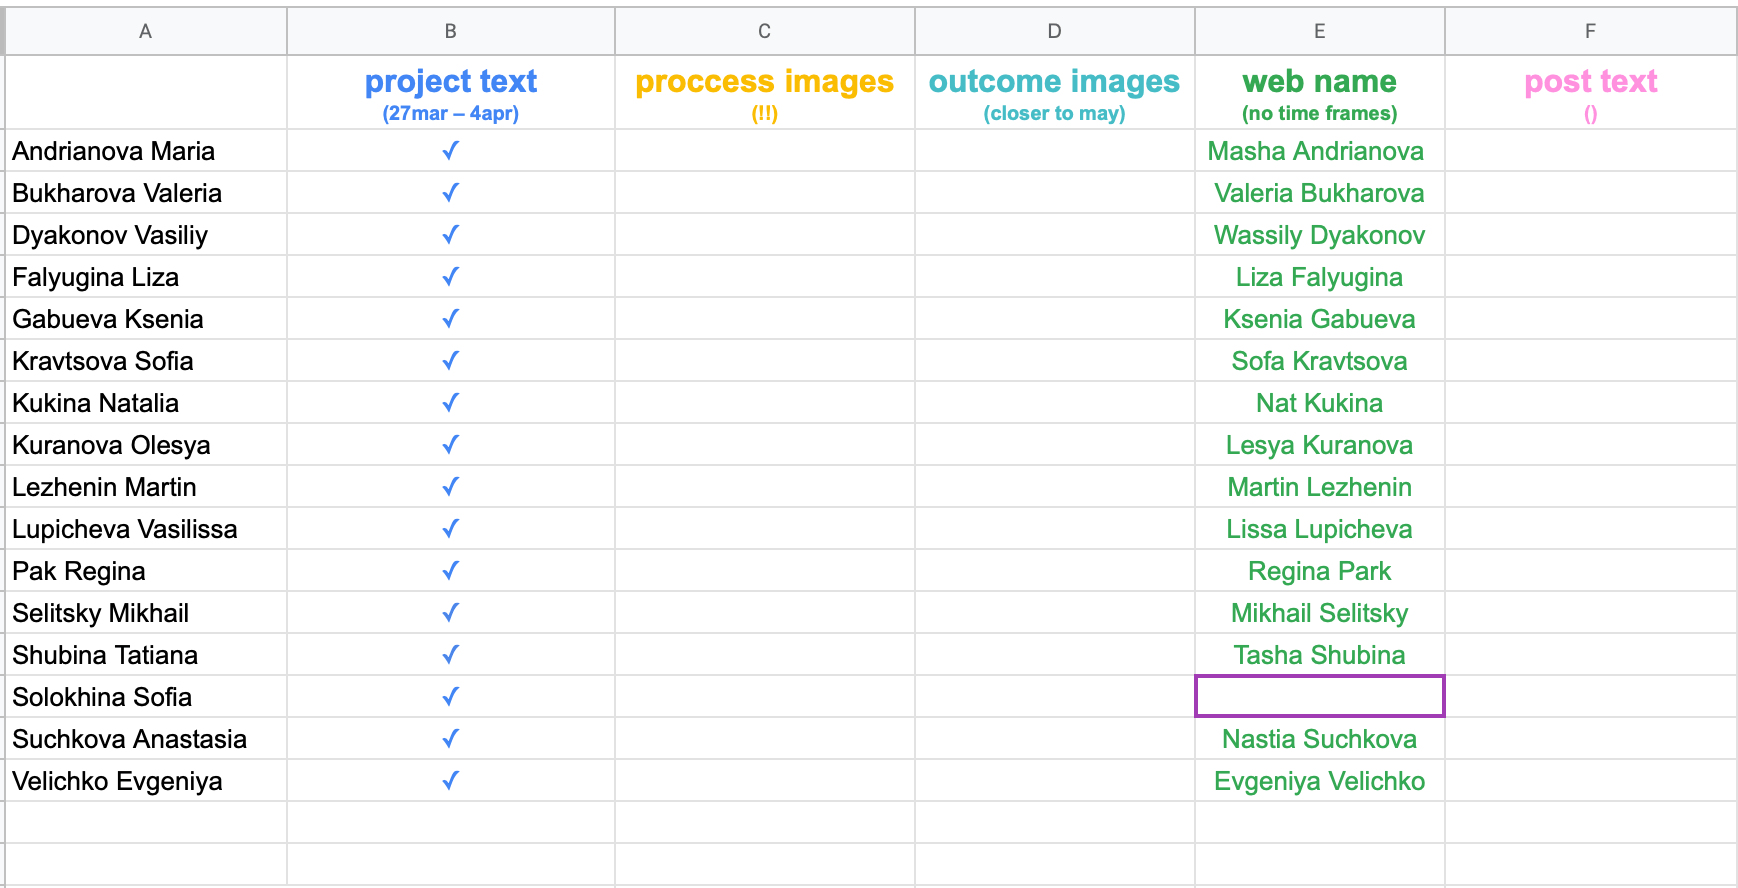 A B C D E F
project text proccess images outcome images web name post text
(27mar – 4apr) (!!) (closer to may) (no time frames) ()
Andrianova Maria ✓ Masha Andrianova
Bukharova Valeria ✓ Valeria Bukharova
Dyakonov Vasiliy ✓ Wassily Dyakonov
Falyugina Liza ✓ Liza Falyugina
Gabueva Ksenia ✓ Ksenia Gabueva
Kravtsova Sofia ✓ Sofa Kravtsova
Kukina Natalia ✓ Nat Kukina
Kuranova Olesya ✓ Lesya Kuranova
Lezhenin Martin ✓ Martin Lezhenin
Lupicheva Vasilissa ✓ Lissa Lupicheva
Pak Regina ✓ Regina Park
Selitsky Mikhail ✓ Mikhail Selitsky
Shubina Tatiana ✓ Tasha Shubina
Solokhina Sofia ✓
Suchkova Anastasia ✓ Nastia Suchkova
Velichko Evgeniya ✓ Evgeniya Velichko